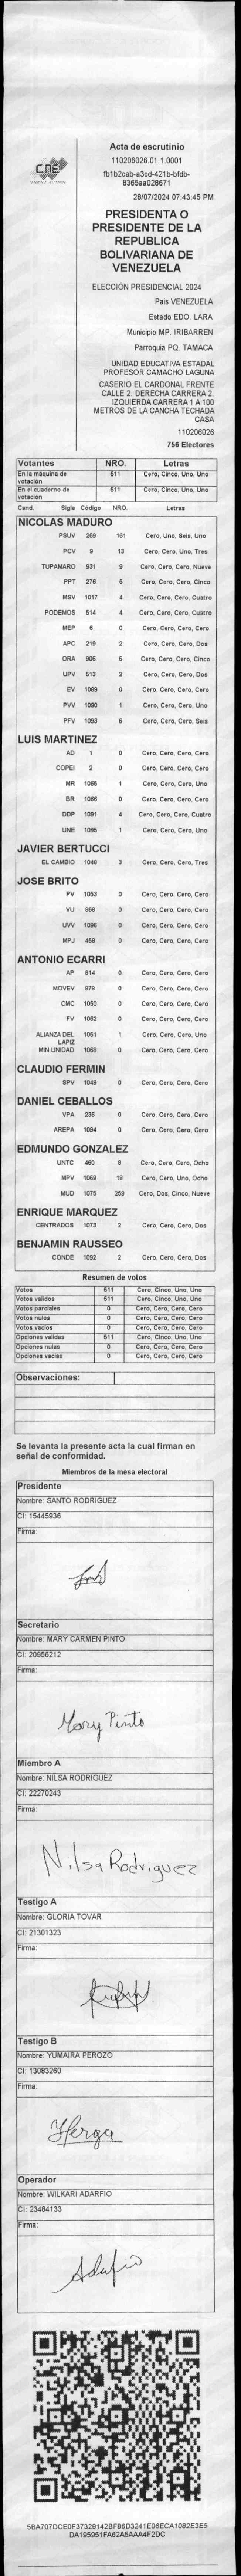 CNE
Acta de escrutinio
110206026.01.1.0001
fb1b2cab-a3cd-421b-bfdb-
8365aa028671
28/07/2024 07:43:45 PM
PRESIDENTA O
PRESIDENTE DE LA
REPUBLICA
BOLIVARIANA DE
VENEZUELA
ELECCIÓN PRESIDENCIAL 2024
País VENEZUELA
Estado EDO. LARA
Municipio MP. IRIBARREN
Parroquia PQ. TAMACA
UNIDAD EDUCATIVA ESTADAL
PROFESOR CAMACHO LAGUNA
CASERIO EL CARDONAL FRENTE
CALLE 2. DERECHA CARRERA 2.
IZQUIERDA CARRERA 1 A 100
METROS DE LA CANCHA TECHADA
CASA
110206026
756 Electores
Votantes NRO. Letras
En la máquina de votación 511 Cero, Cinco, Uno, Uno
En el cuaderno de votación 511 Cero, Cinco, Uno, Uno
Cand. Sigla Código NRO. Letras
NICOLAS MADURO
PSUV 269 161 Cero, Uno, Seis, Uno
PCV 9 13 Cero, Cero, Uno, Tres
TUPAMARO 931 9 Cero, Cero, Cero, Nueve
PPT 276 5 Cero, Cero, Cero, Cinco
MSV 1017 4 Cero, Cero, Cero, Cuatro
PODEMOS 514 4 Cero, Cero, Cero, Cuatro
MEP 6 0 Cero, Cero, Cero, Cero
APC 219 2 Cero, Cero, Cero, Dos
ORA 906 5 Cero, Cero, Cero, Cinco
UPV 513 2 Cero, Cero, Cero, Dos
EV 1089 0 Cero, Cero, Cero, Cero
PVV 1090 1 Cero, Cero, Cero, Uno
PFV 1093 6 Cero, Cero, Cero, Seis
LUIS MARTINEZ
AD 1 0 Cero, Cero, Cero, Cero
COPEI 2 0 Cero, Cero, Cero, Cero
MR 1065 1 Cero, Cero, Cero, Uno
BR 1066 0 Cero, Cero, Cero, Cero
DDP 1091 4 Cero, Cero, Cero, Cuatro
UNE 1095 1 Cero, Cero, Cero, Uno
JAVIER BERTUCCI
EL CAMBIO 1048 3 Cero, Cero, Cero, Tres
JOSE BRITO
PV 1053 0 Cero, Cero, Cero, Cero
VU 968 0 Cero, Cero, Cero, Cero
UVV 1096 0 Cero, Cero, Cero, Cero
MPJ 459 0 Cero, Cero, Cero, Cero
ANTONIO ECARRI
AP 914 0 Cero, Cero, Cero, Cero
MOVEV 979 0 Cero, Cero, Cero, Cero
CMC 1050 0 Cero, Cero, Cero, Cero
FV 1062 0 Cero, Cero, Cero, Cero
ALIANZA DEL LAPIZ 1051 1 Cero, Cero, Cero, Uno
MIN UNIDAD 1069 0 Cero, Cero, Cero, Cero
CLAUDIO FERMIN
SPV 1049 0 Cero, Cero, Cero, Cero
DANIEL CEBALLOS
VPA 236 0 Cero, Cero, Cero, Cero
AREPA 1094 0 Cero, Cero, Cero, Cero
EDMUNDO GONZALEZ
UNTC 460 8 Cero, Cero, Cero, Ocho
MPV 1069 18 Cero, Cero, Uno, Ocho
MUD 1075 259 Cero, Dos, Cinco, Nueve
ENRIQUE MARQUEZ
CENTRADOS 1073 2 Cero, Cero, Cero, Dos
BENJAMIN RAUSSEO
CONDE 1092 2 Cero, Cero, Cero, Dos
Resumen de votos
Votos 511 Cero, Cinco, Uno, Uno
Votos validos 511 Cero, Cinco, Uno, Uno
Votos parciales 0 Cero, Cero, Cero, Cero
Votos nulos 0 Cero, Cero, Cero, Cero
Votos vacios 0 Cero, Cero, Cero, Cero
Opciones validas 511 Cero, Cinco, Uno, Uno
Opciones nulas 0 Cero, Cero, Cero, Cero
Opciones vacias 0 Cero, Cero, Cero, Cero
Observaciones:
Se levanta la presente acta la cual firman en
señal de conformidad.
Miembros de la mesa electoral
Presidente
Nombre: SANTO RODRIGUEZ
CI: 15445936
Firma:
Secretario
Nombre: MARY CARMEN PINTO
CI: 20956212
Firma:
Mary Pinto
Miembro A
Nombre: NILSA RODRIGUEZ
CI: 22270243
Firma:
Nilsa Rodriguez
Testigo A
Nombre: GLORIA TOVAR
CI: 21301323
Firma:
Testigo B
Nombre: YUMAIRA PEROZO
CI: 13083260
Firma:
Operador
Nombre: WILKARI ADARFIO
CI: 23484133
Firma:
Adarfio
5BA707DCE0F37329142BFB6D3241E06ECA1082E3E5
DA195951FA62A5AAA4F2DC